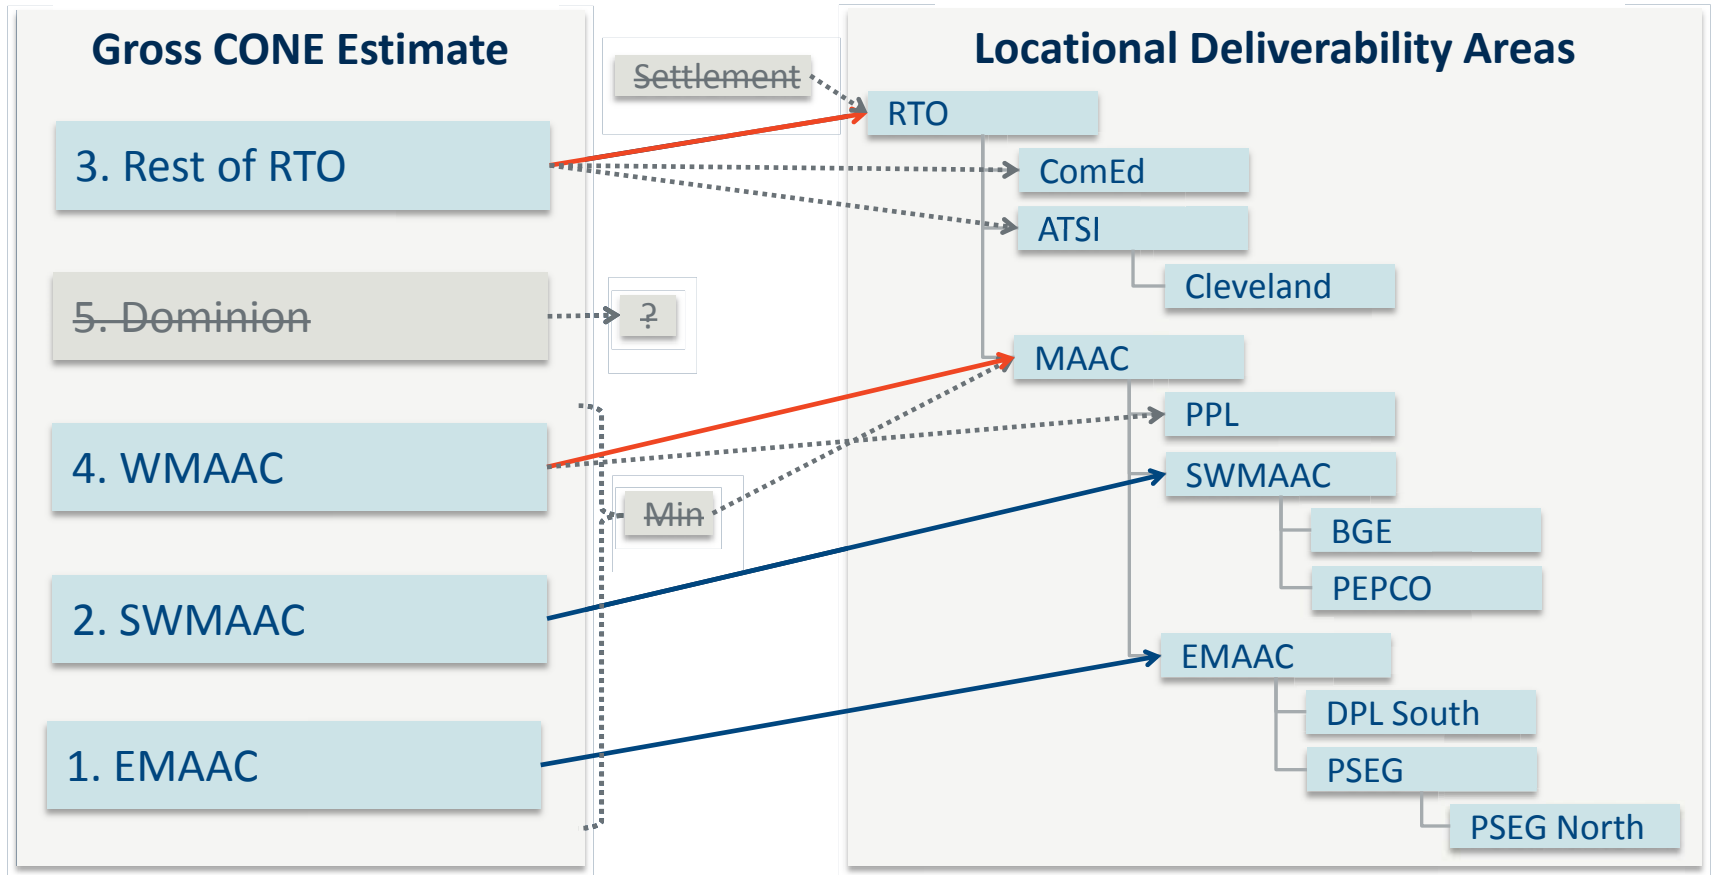 Gross CONE Estimate
3. Rest of RTO
5. Dominion
4. WMAAC
2. SWMAAC
1. EMAAC
Settlement
?
Min
Locational Deliverability Areas
RTO
ComEd
ATSI
Cleveland
MAAC
PPL
SWMAAC
BGE
PEPCO
EMAAC
DPL South
PSEG
PSEG North